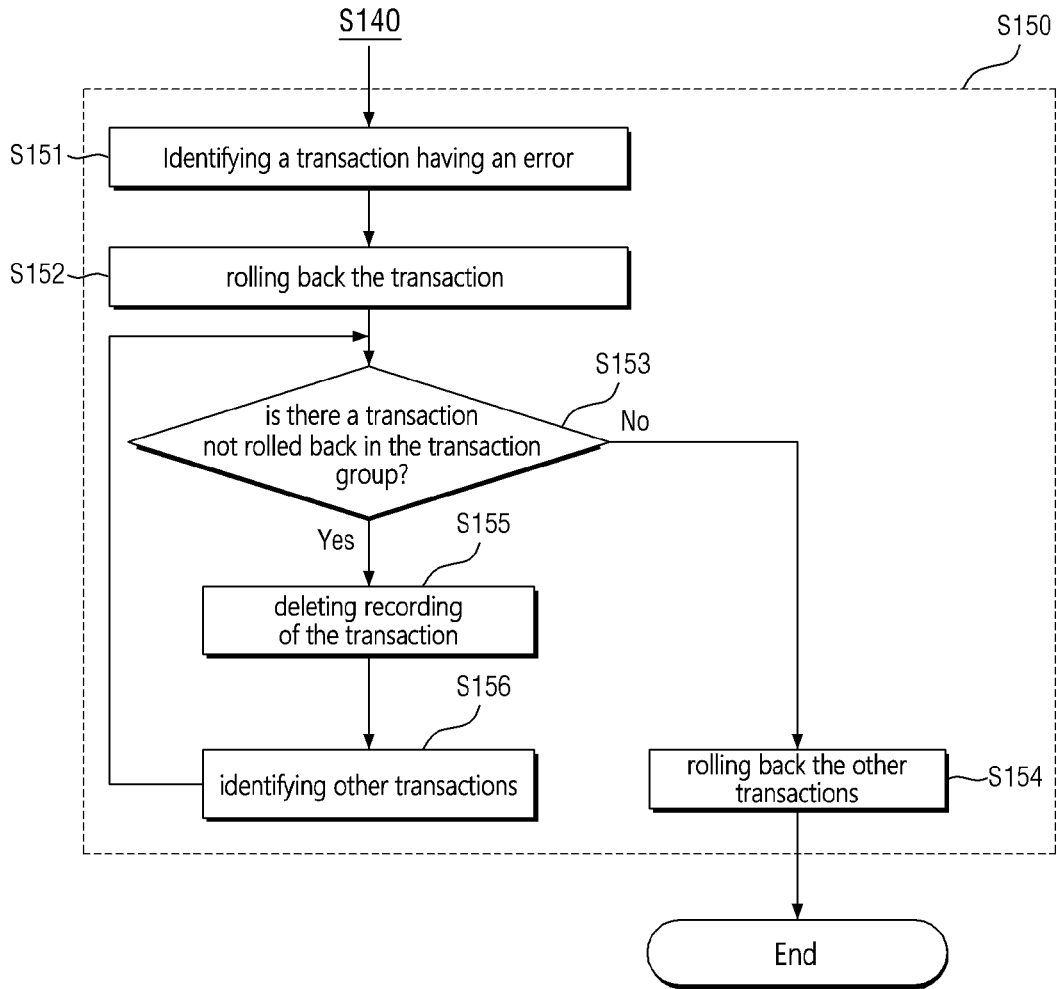 S140
S150
S151
Identifying a transaction having an error
S152
rolling back the transaction
S153
is there a transaction
not rolled back in the transaction
group?
No
Yes
S155
deleting recording
of the transaction
S156
identifying other transactions
rolling back the other
transactions
S154
End